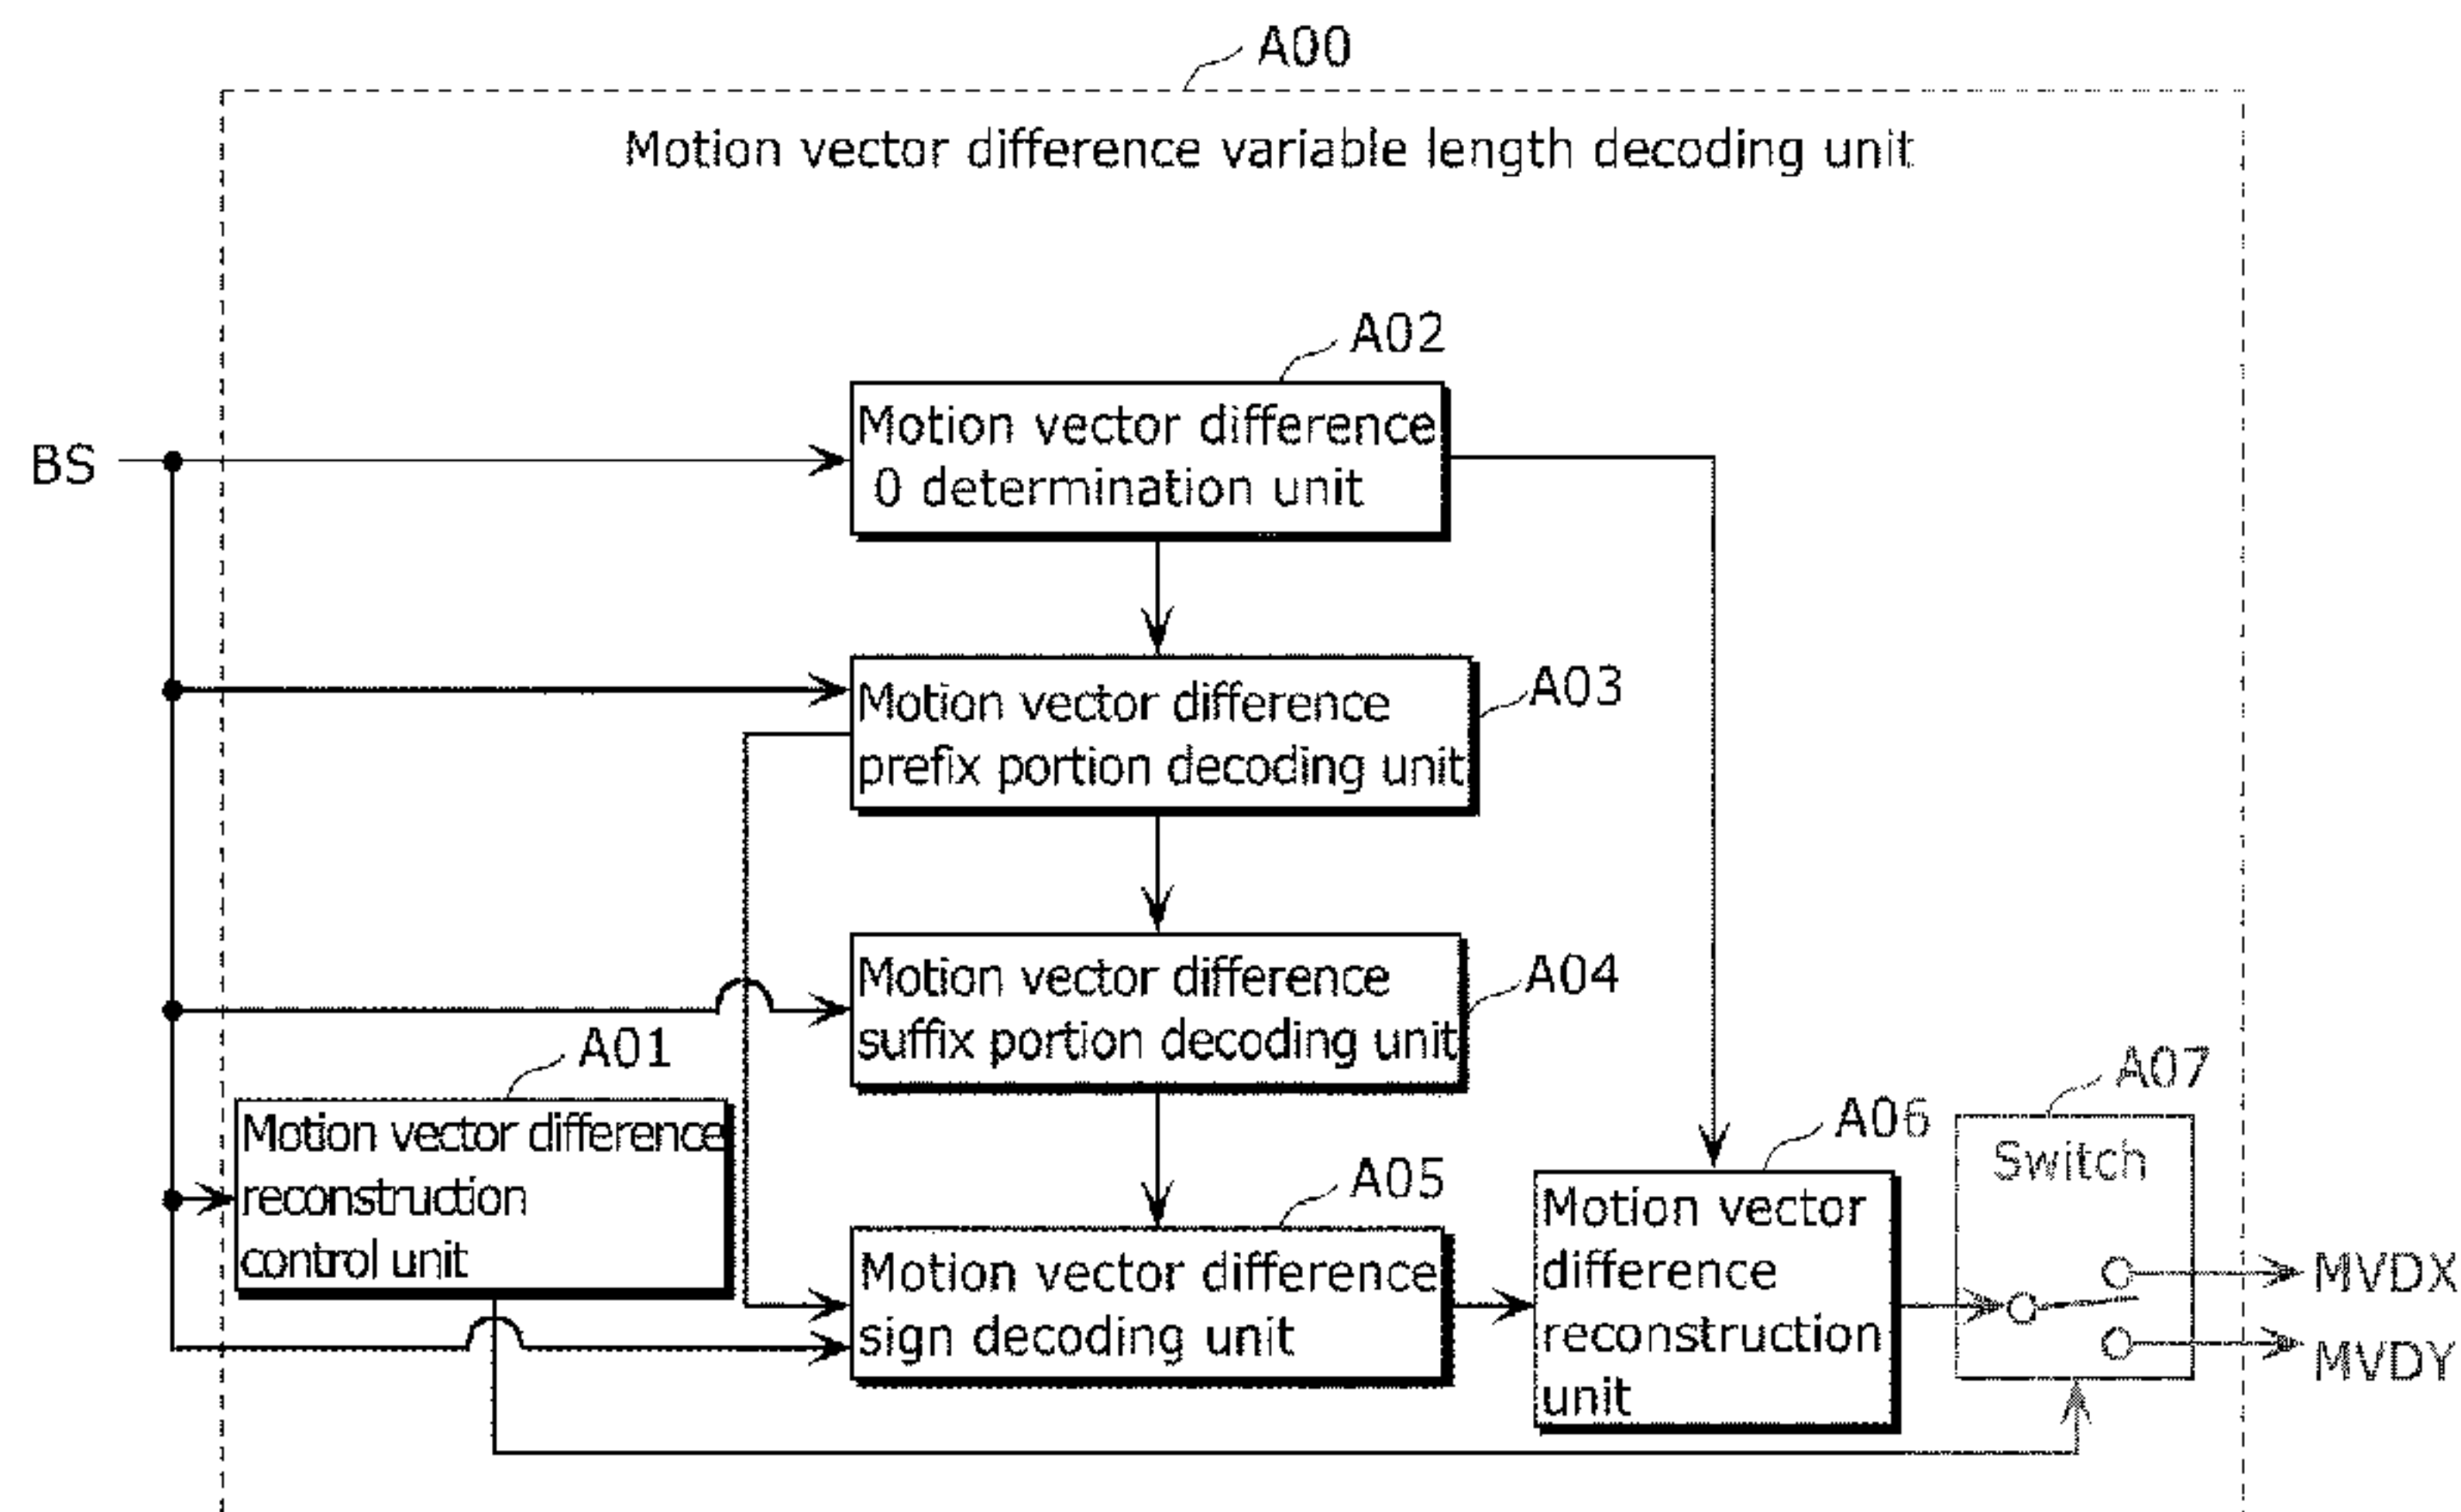 A00
Motion vector difference variable length decoding unit
A02
Motion vector difference
0 determination unit
BS
A03
Motion vector difference
prefix portion decoding unit
A04
Motion vector difference
suffix portion decoding unit
A01
Motion vector difference
reconstruction
control unit
A05
Motion vector difference
sign decoding unit
A06
Motion vector
difference
reconstruction
unit
A07
Switch
MVDX
MVDY